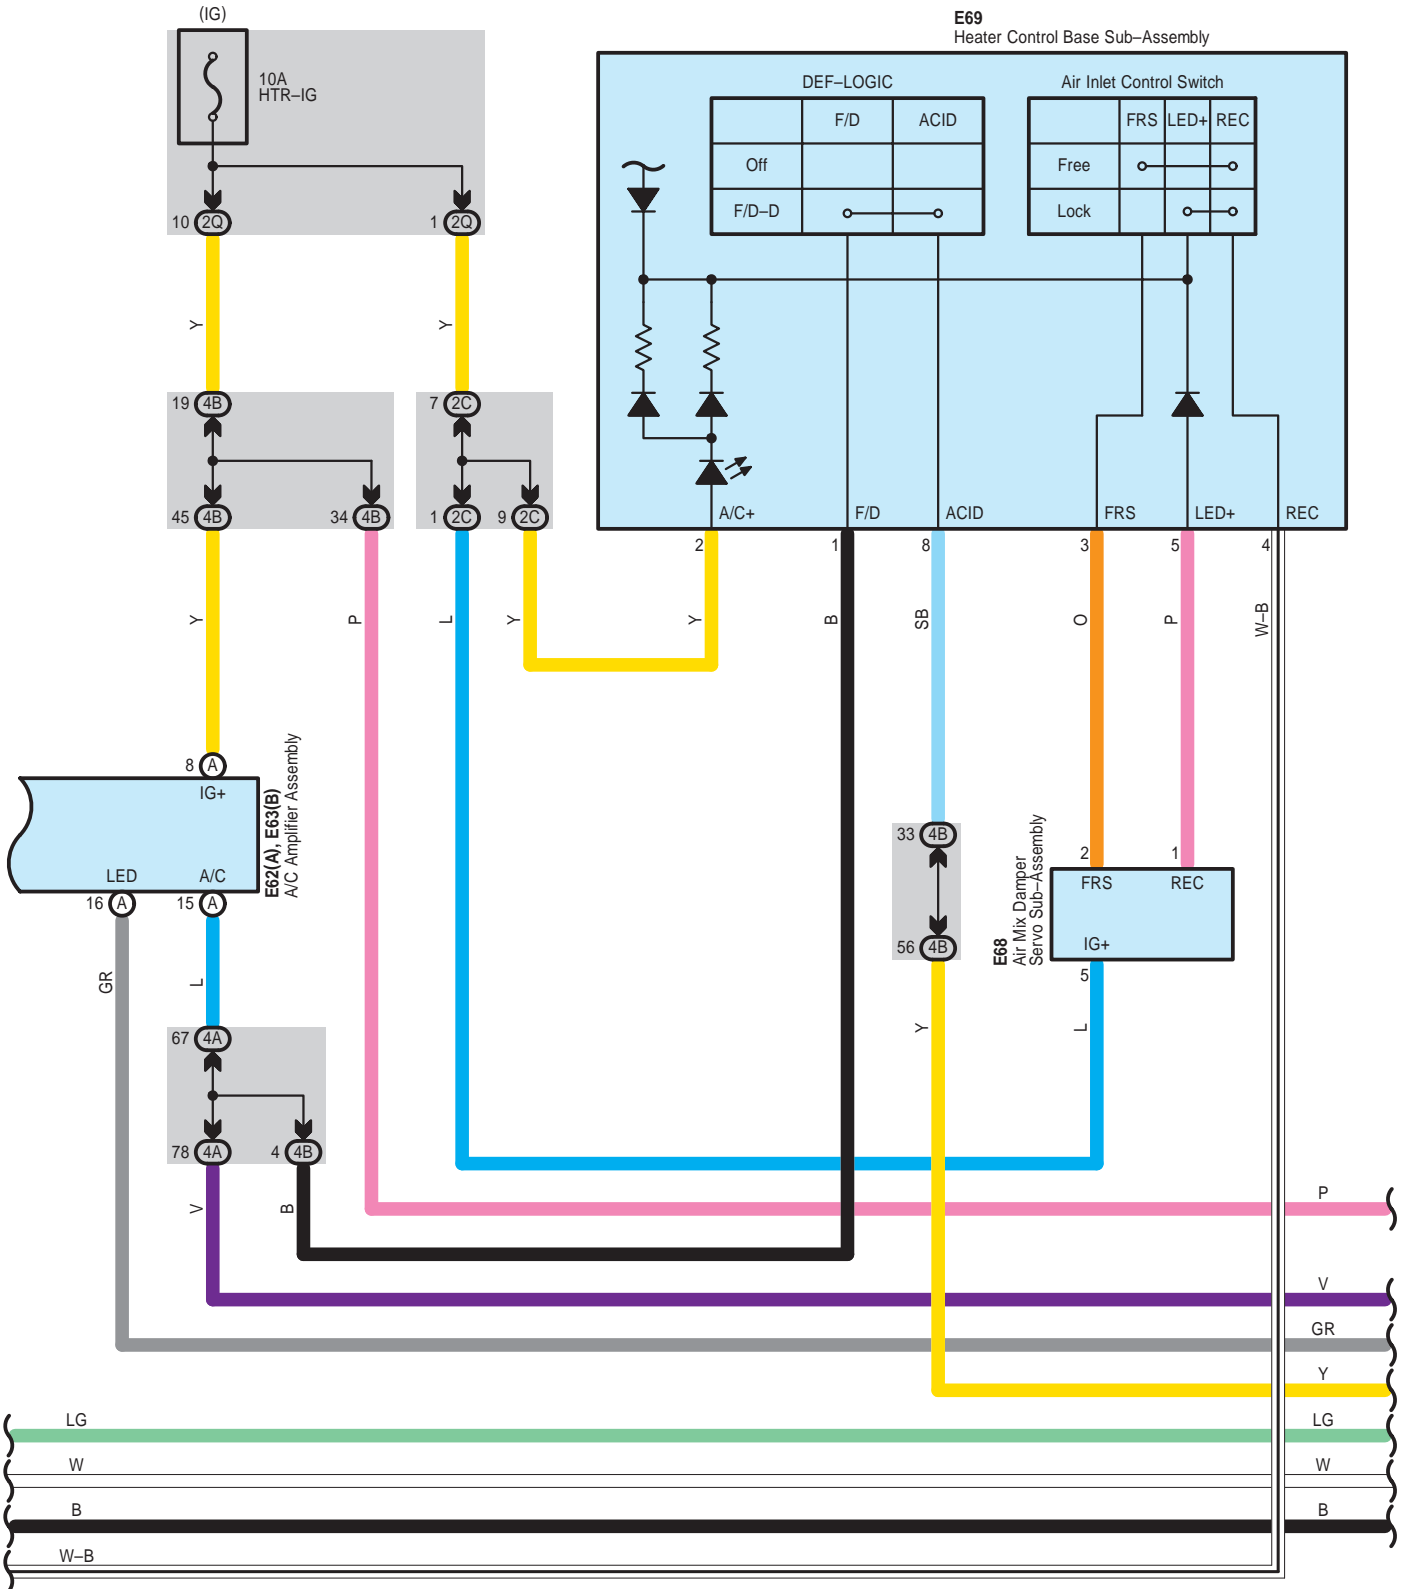 (IG)
10A
HTR–IG
10 2Q
1 2Q
Y
Y
19 4B
7 2C
45 4B
34 4B
1 2C
9 2C
E69
Heater Control Base Sub–Assembly
DEF–LOGIC
F/D ACID
Off
F/D–D
Air Inlet Control Switch
FRS LED+ REC
Free
Lock
A/C+
F/D
ACID
FRS
LED+
REC
2
1
8
3
5
4
Y
P
L
Y
Y
B
SB
O
P
W–B
8 A
IG+
LED
A/C
16 A
15 A
E62(A), E63(B)
A/C Amplifier Assembly
33 4B
56 4B
2
1
FRS
REC
IG+
5
E68
Air Mix Damper
Servo Sub–Assembly
GR
L
Y
L
67 4A
78 4A
4 4B
V
B
P
V
GR
Y
LG
LG
W
W
B
B
W–B